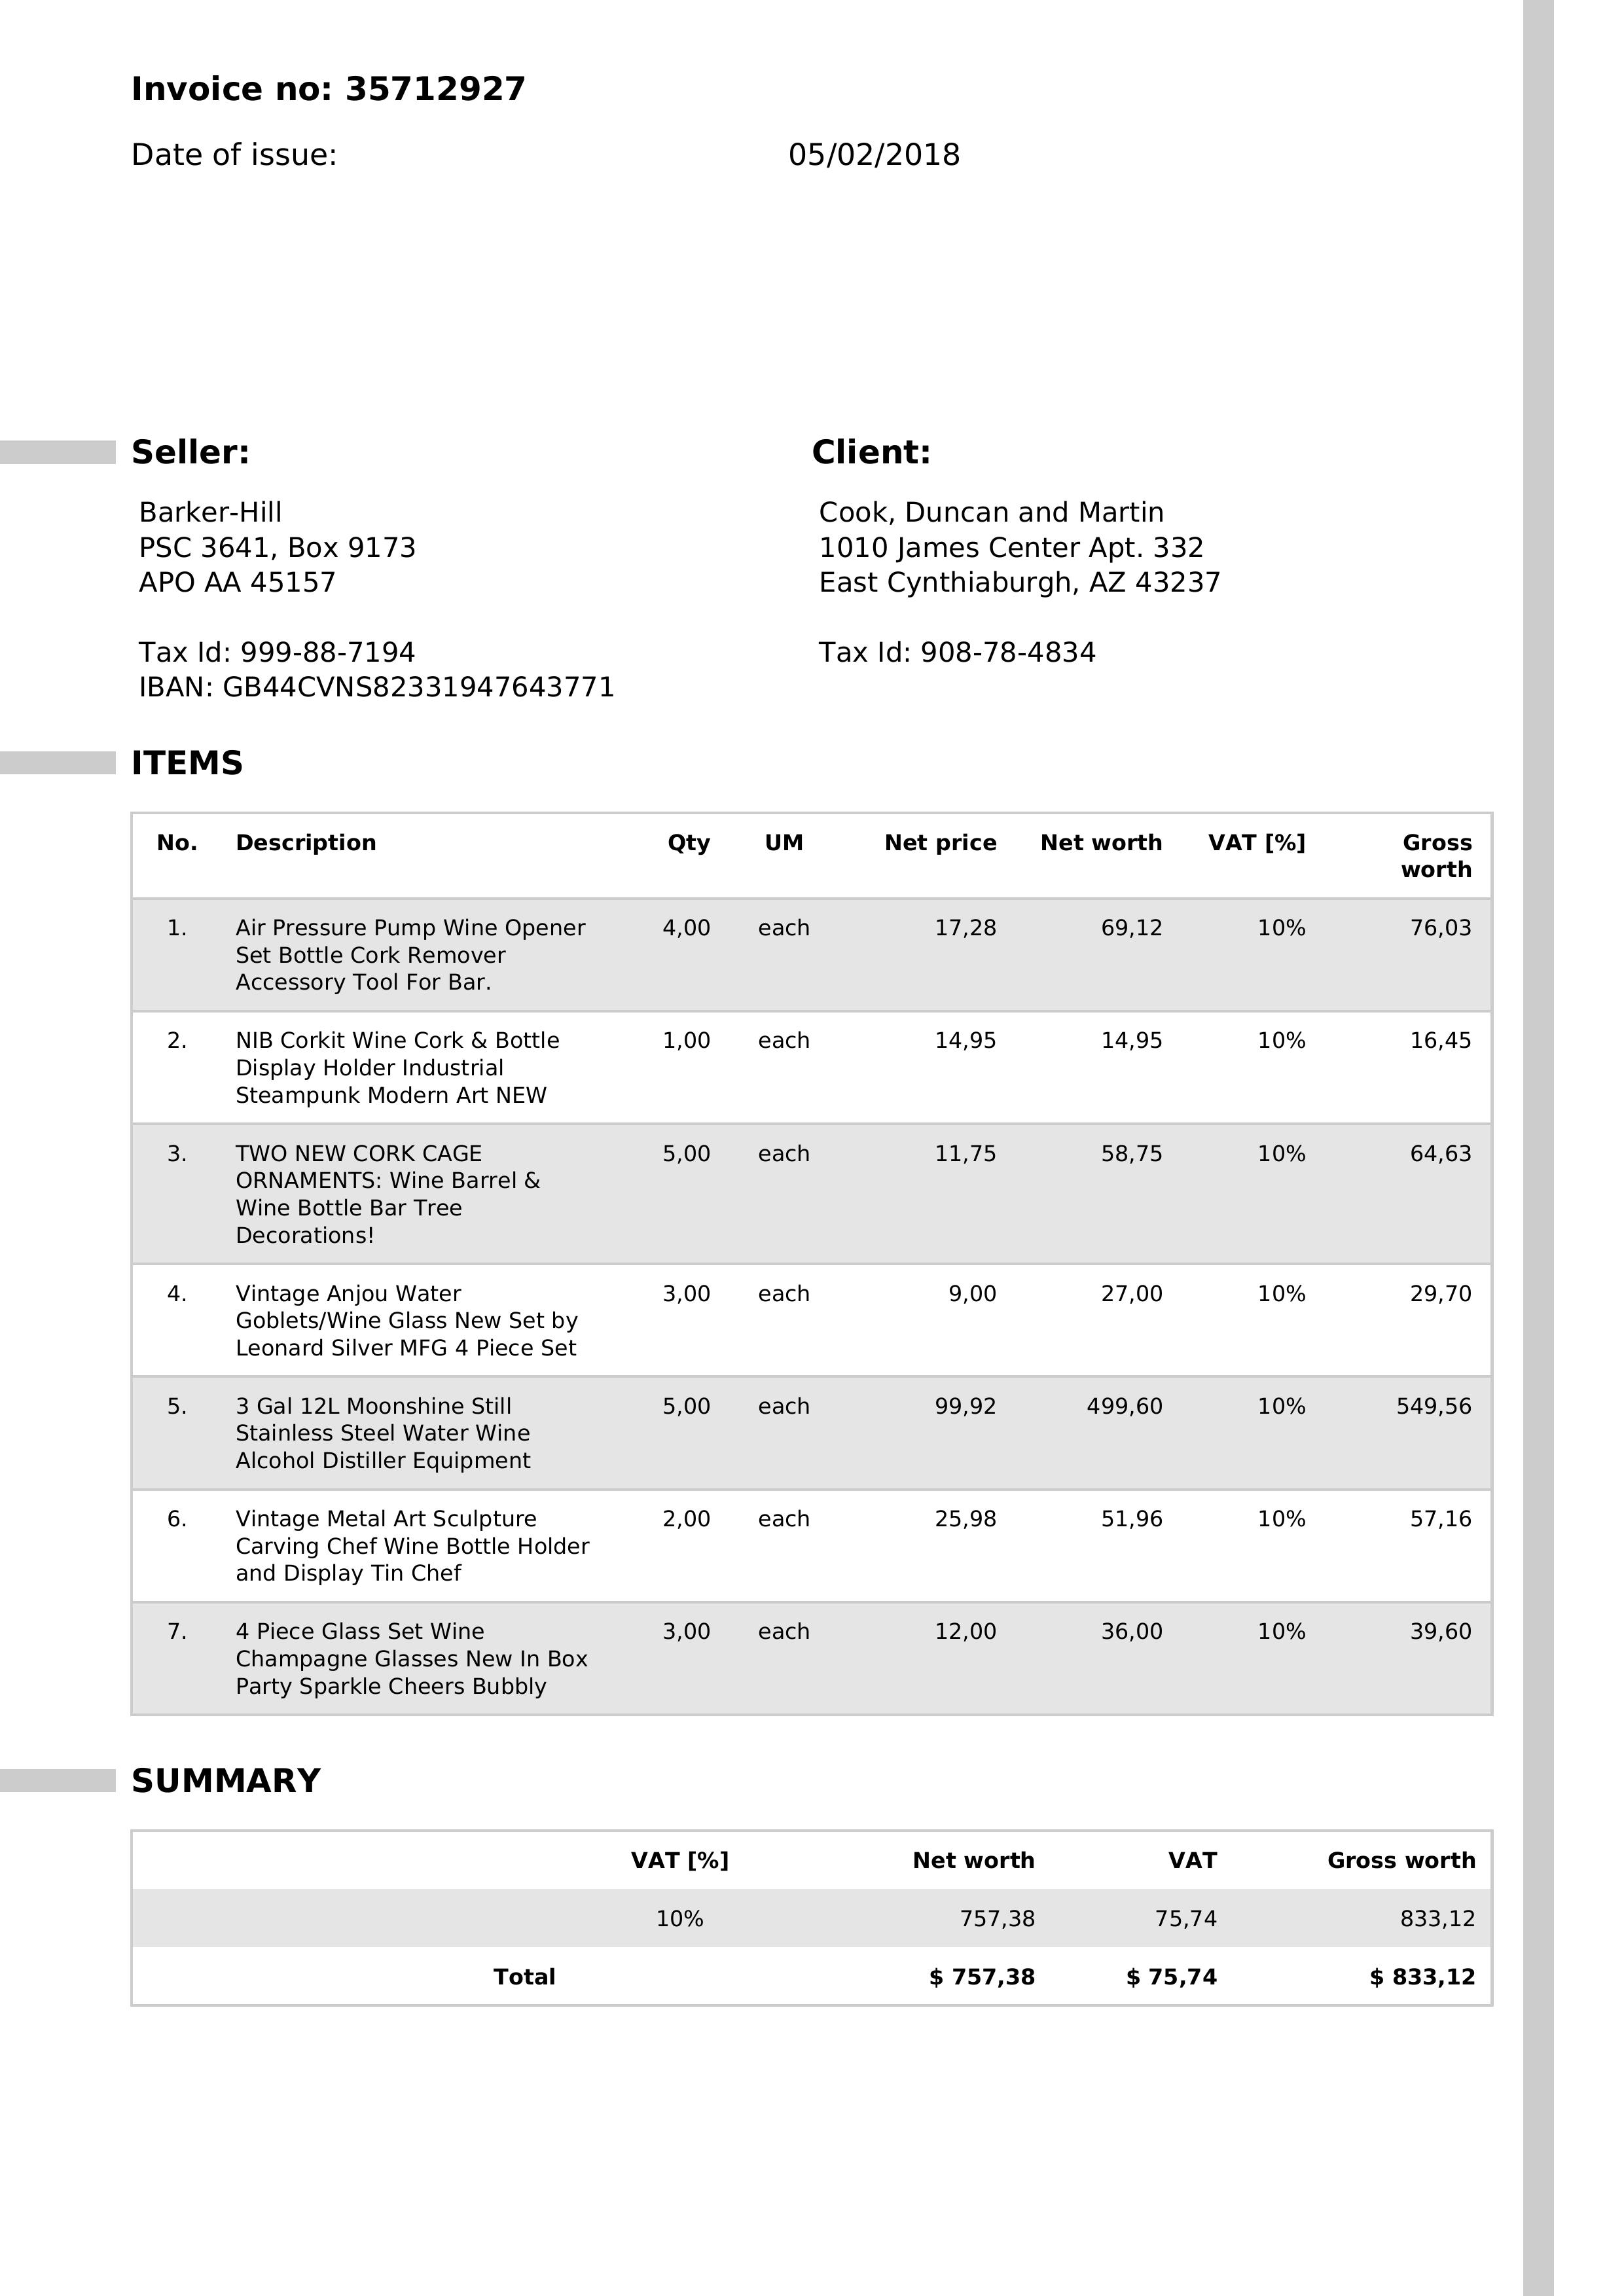 Invoice no: 35712927
Date of issue: 05/02/2018
Seller:
Barker-Hill
PSC 3641, Box 9173
APO AA 45157
Tax Id: 999-88-7194
IBAN: GB44CVNS82331947643771
Client:
Cook, Duncan and Martin
1010 James Center Apt. 332
East Cynthiaburgh, AZ 43237
Tax Id: 908-78-4834
ITEMS
No. Description Qty UM Net price Net worth VAT [%] Gross
worth
1. Air Pressure Pump Wine Opener 4,00 each 17,28 69,12 10% 76,03
Set Bottle Cork Remover
Accessory Tool For Bar.
2. NIB Corkit Wine Cork & Bottle 1,00 each 14,95 14,95 10% 16,45
Display Holder Industrial
Steampunk Modern Art NEW
3. TWO NEW CORK CAGE 5,00 each 11,75 58,75 10% 64,63
ORNAMENTS: Wine Barrel &
Wine Bottle Bar Tree
Decorations!
4. Vintage Anjou Water 3,00 each 9,00 27,00 10% 29,70
Goblets/Wine Glass New Set by
Leonard Silver MFG 4 Piece Set
5. 3 Gal 12L Moonshine Still 5,00 each 99,92 499,60 10% 549,56
Stainless Steel Water Wine
Alcohol Distiller Equipment
6. Vintage Metal Art Sculpture 2,00 each 25,98 51,96 10% 57,16
Carving Chef Wine Bottle Holder
and Display Tin Chef
7. 4 Piece Glass Set Wine 3,00 each 12,00 36,00 10% 39,60
Champagne Glasses New In Box
Party Sparkle Cheers Bubbly
SUMMARY
VAT [%] Net worth VAT Gross worth
10% 757,38 75,74 833,12
Total $ 757,38 $ 75,74 $ 833,12